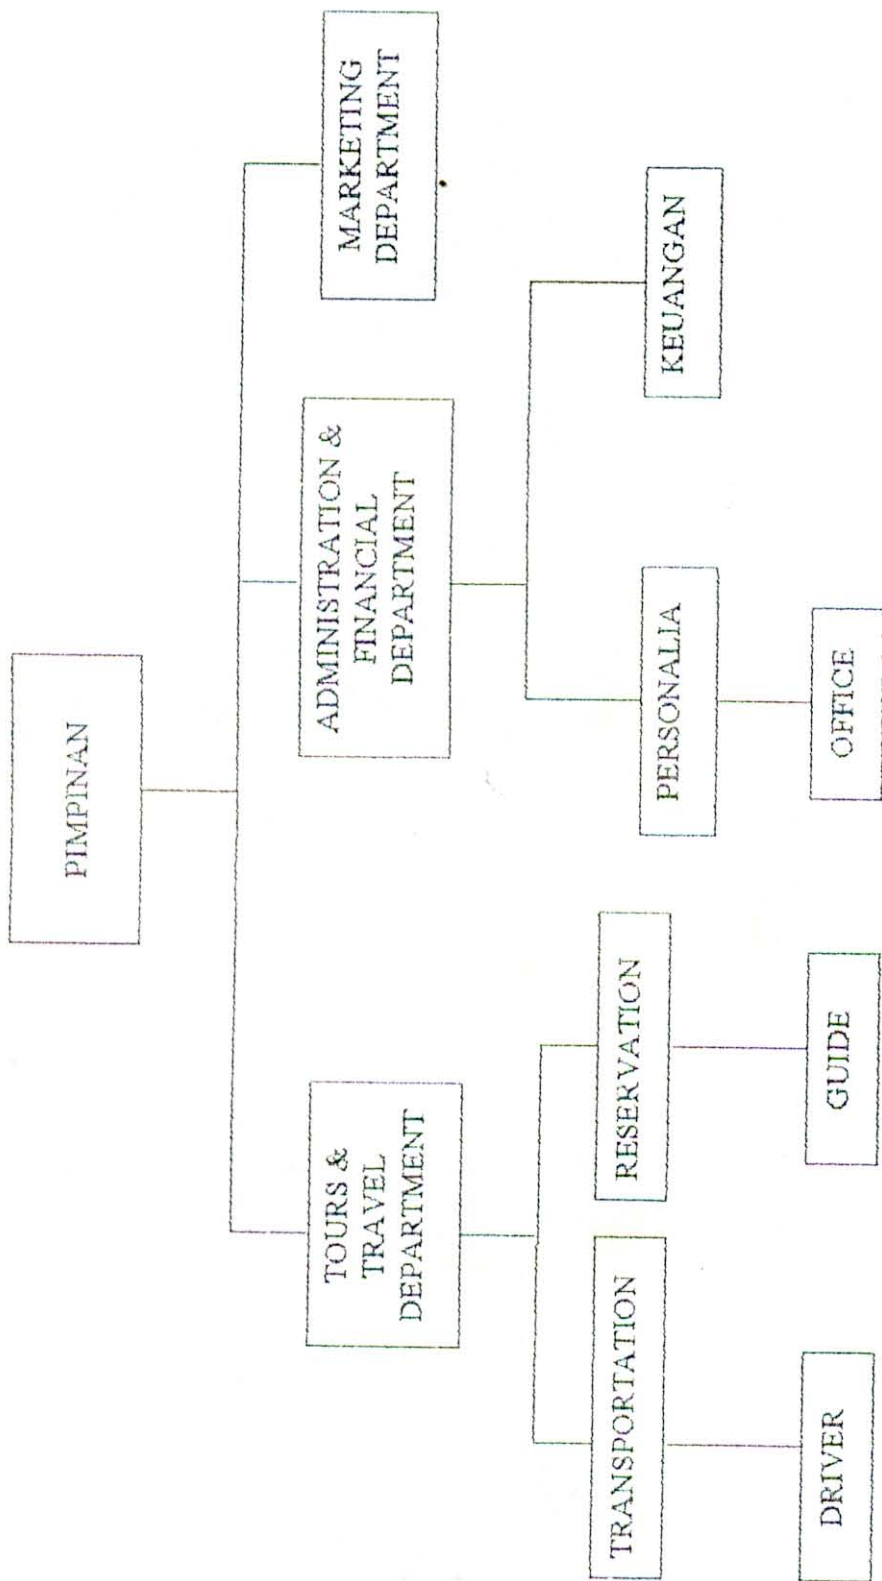 PIMPINAN
TOURS &
TRAVEL
DEPARTMENT
ADMINISTRATION &
FINANCIAL
DEPARTMENT
MARKETING
DEPARTMENT
TRANSPORTATION
RESERVATION
PERSONALIA
KEUANGAN
DRIVER
GUIDE
OFFICE